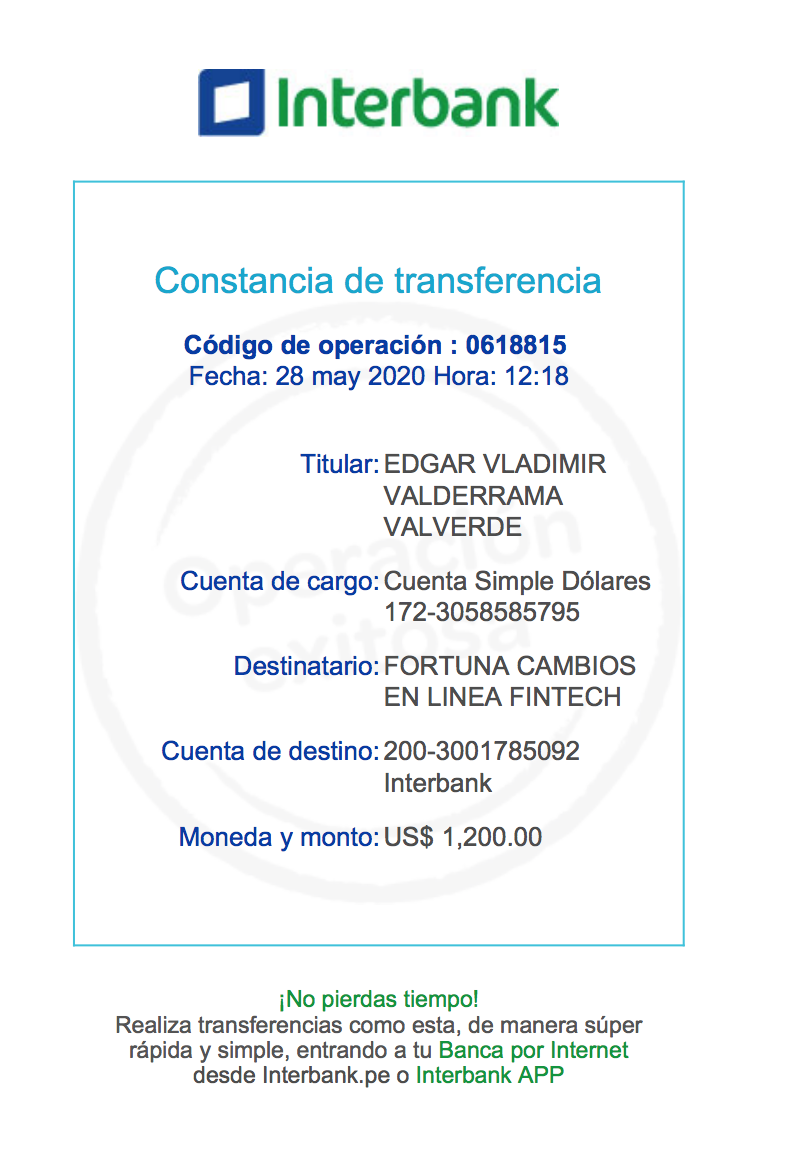 Interbank
Constancia de transferencia
Código de operación : 0618815
Fecha: 28 may 2020 Hora: 12:18
Titular: EDGAR VLADIMIR
VALDERRAMA
VALVERDE
Cuenta de cargo: Cuenta Simple Dólares
172-3058585795
Destinatario: FORTUNA CAMBIOS
EN LINEA FINTECH
Cuenta de destino: 200-3001785092
Interbank
Moneda y monto: US$ 1,200.00
Operación
exitosa
¡No pierdas tiempo!
Realiza transferencias como esta, de manera súper
rápida y simple, entrando a tu Banca por Internet
desde Interbank.pe o Interbank APP